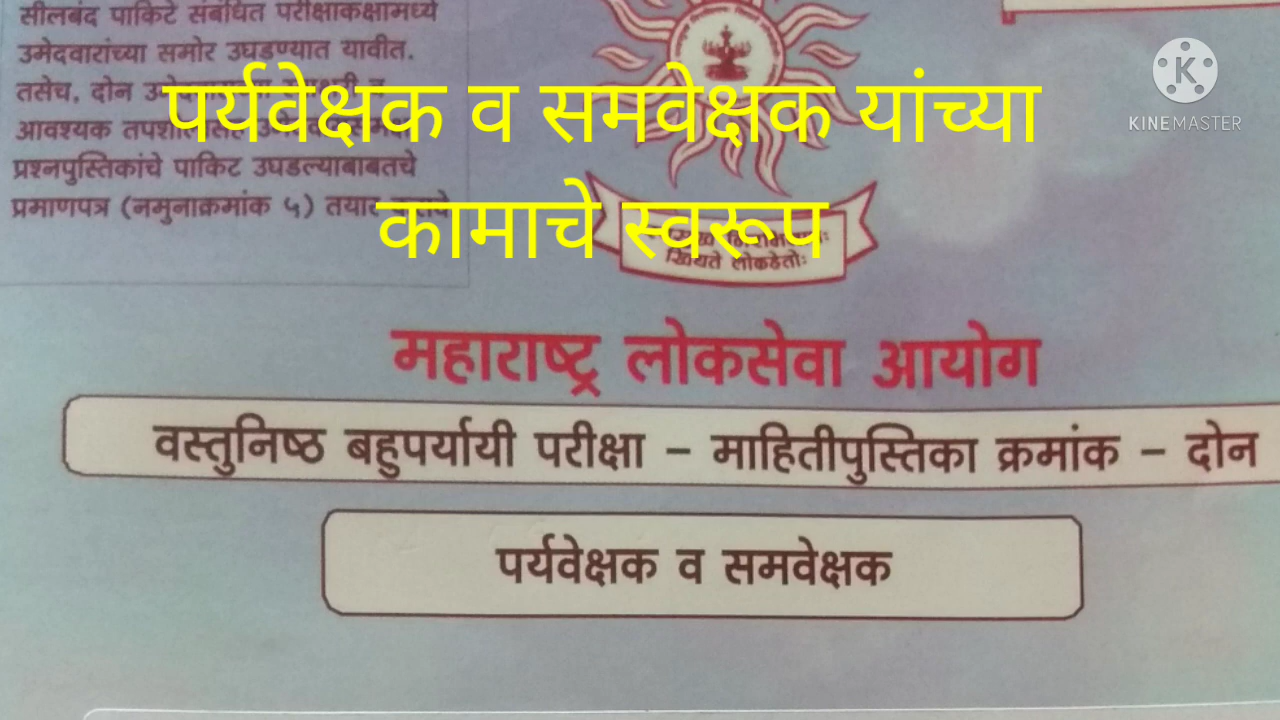 सीलबंद पाकिटे संबंधित परीक्षाकक्षामध्ये
उमेदवारांच्या समोर उघडण्यात यावीत.
तसेच, दोन
आवश्यक
प्रश्नपुस्तिकांचे पाकिट उघडल्याबाबतचे
प्रमाणपत्र (नमुनाक्रमांक ५) तयार
पर्यवेक्षक व समवेक्षक यांच्या
कामाचे स्वरूप
KINEMASTER
महाराष्ट्र लोकसेवा आयोग
वस्तुनिष्ठ बहुपर्यायी परीक्षा – माहितीपुस्तिका क्रमांक – दोन
पर्यवेक्षक व समवेक्षक